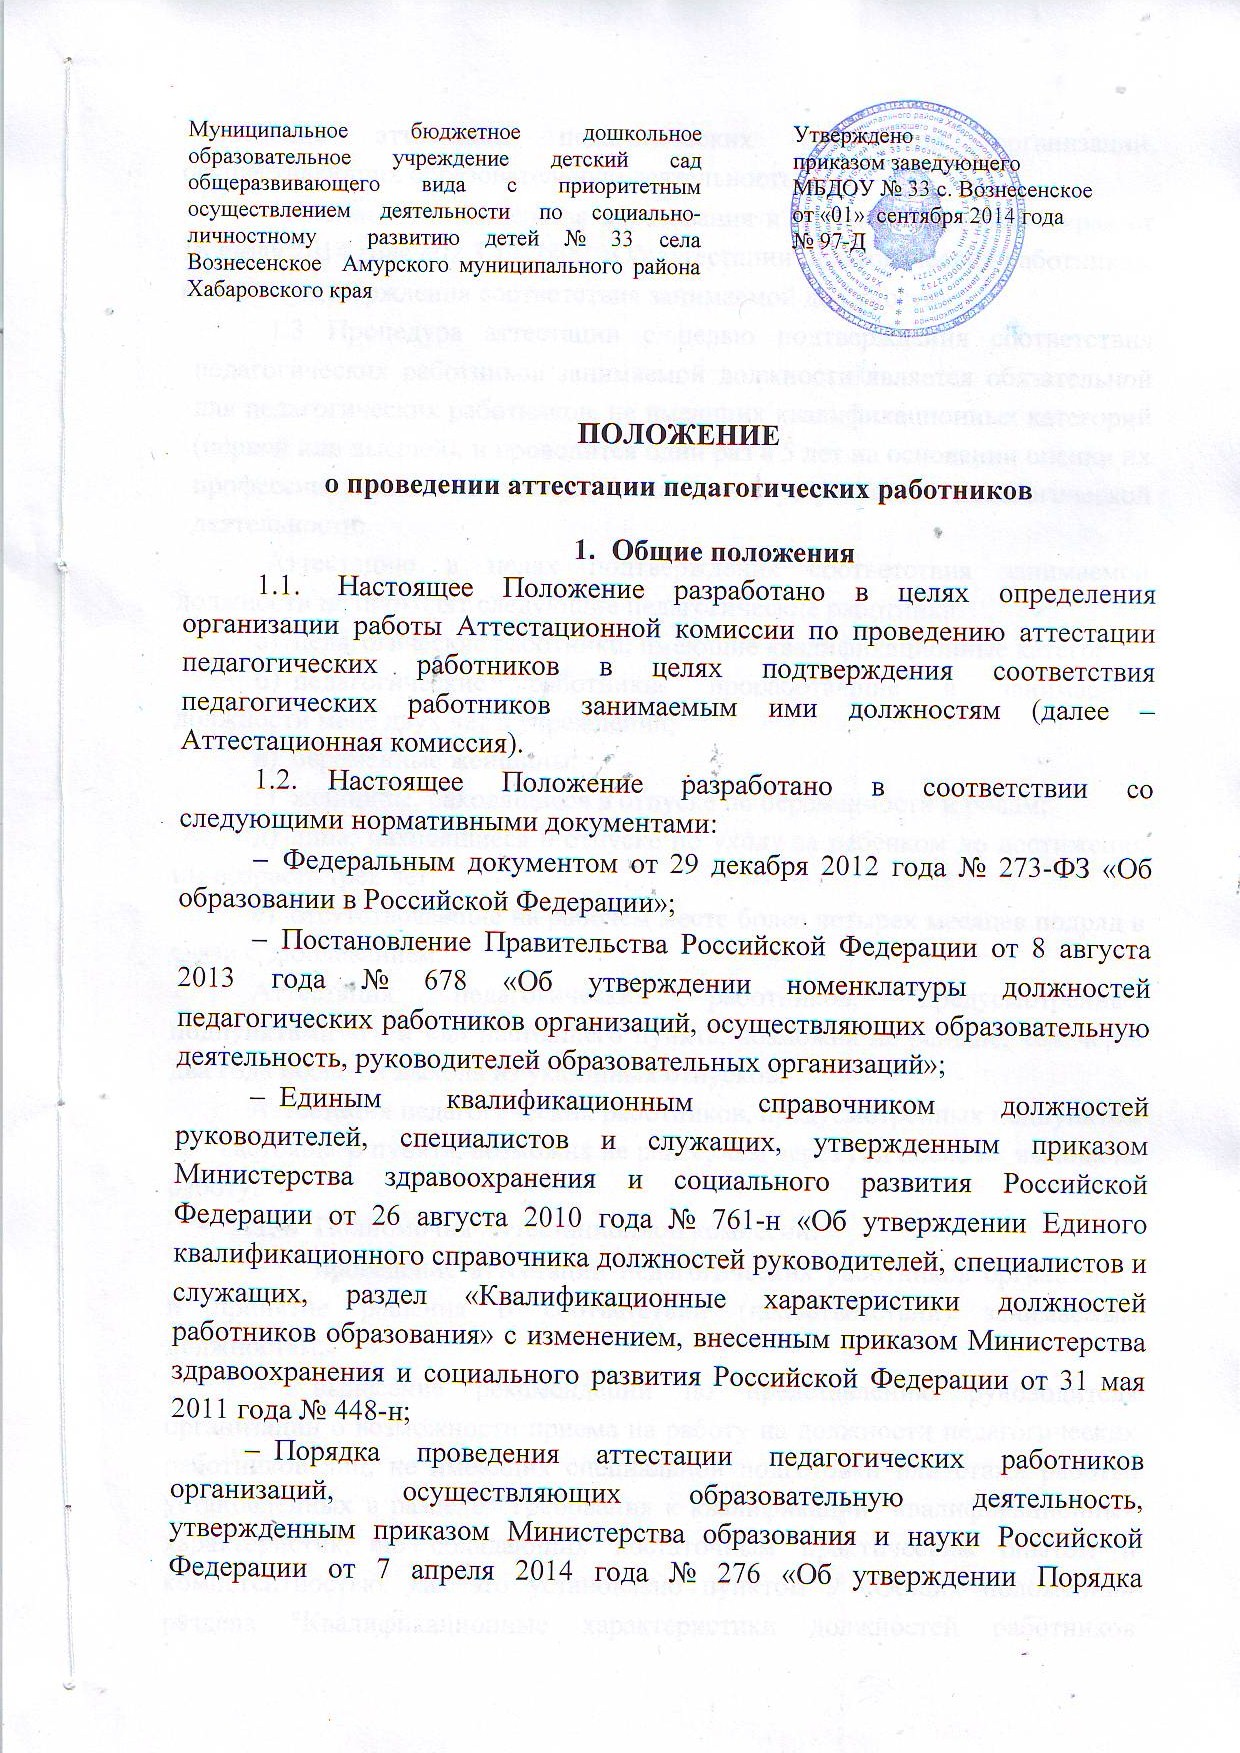 Муниципальное бюджетное дошкольное
образовательное учреждение детский сад
общеразвивающего вида с приоритетным
осуществлением деятельности по социально-
личностному развитию детей № 33 села
Вознесенское Амурского муниципального района
Хабаровского края
Утверждено
приказом заведующего
МБДОУ № 33 с. Вознесенское
от «01» сентября 2014 года
№ 97-Д
ПОЛОЖЕНИЕ
о проведении аттестации педагогических работников
1. Общие положения
1.1. Настоящее Положение разработано в целях определения
организации работы Аттестационной комиссии по проведению аттестации
педагогических работников в целях подтверждения соответствия
педагогических работников занимаемым ими должностям (далее –
Аттестационная комиссия).
1.2. Настоящее Положение разработано в соответствии со
следующими нормативными документами:
– Федеральным документом от 29 декабря 2012 года № 273-ФЗ «Об
образовании в Российской Федерации»;
– Постановление Правительства Российской Федерации от 8 августа
2013 года № 678 «Об утверждении номенклатуры должностей
педагогических работников организаций, осуществляющих образовательную
деятельность, руководителей образовательных организаций»;
– Единым квалификационным справочником должностей
руководителей, специалистов и служащих, утвержденным приказом
Министерства здравоохранения и социального развития Российской
Федерации от 26 августа 2010 года № 761-н «Об утверждении Единого
квалификационного справочника должностей руководителей, специалистов и
служащих, раздел «Квалификационные характеристики должностей
работников образования» с изменением, внесенным приказом Министерства
здравоохранения и социального развития Российской Федерации от 31 мая
2011 года № 448-н;
– Порядка проведения аттестации педагогических работников
организаций, осуществляющих образовательную деятельность,
утвержденным приказом Министерства образования и науки Российской
Федерации от 7 апреля 2014 года № 276 «Об утверждении Порядка